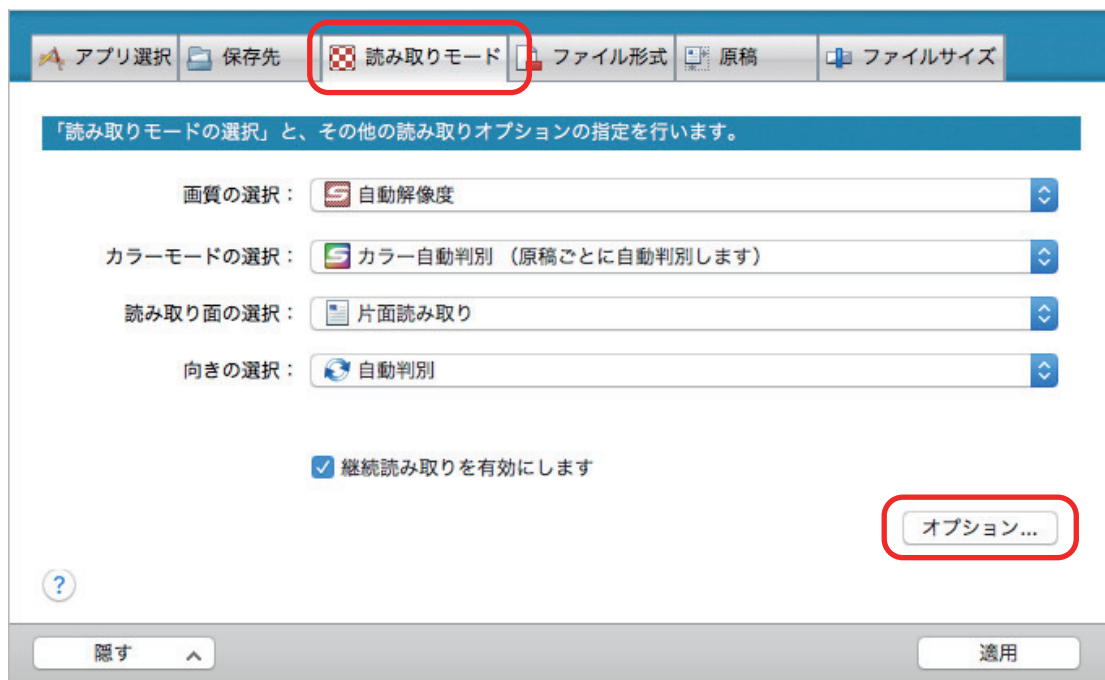 アプリ選択 保存先 読み取りモード ファイル形式 原稿 ファイルサイズ
「読み取りモードの選択」と、その他の読み取りオプションの指定を行います。
画質の選択： 自動解像度
カラーモードの選択： カラー自動判別 （原稿ごとに自動判別します）
読み取り面の選択： 片面読み取り
向きの選択： 自動判別
継続読み取りを有効にします
オプション...
?
隠す 適用